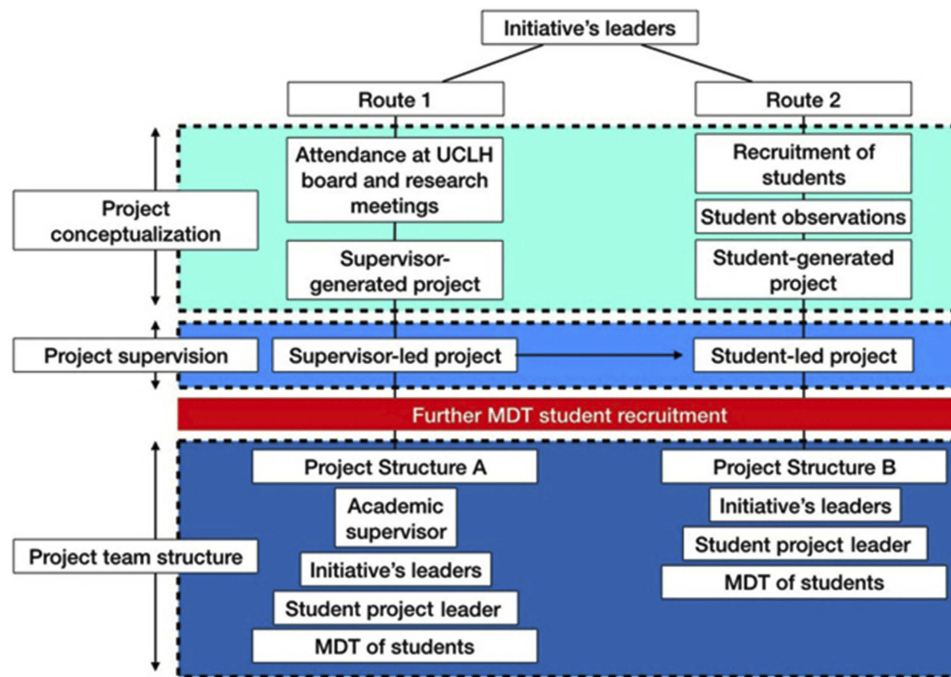 Initiative's leaders
Route 1
Route 2
Project
conceptualization
Attendance at UCLH
board and research
meetings
Supervisor-
generated project
Recruitment of
students
Student observations
Student-generated
project
Project supervision
Supervisor-led project
Student-led project
Further MDT student recruitment
Project team structure
Project Structure A
Academic
supervisor
Initiative's leaders
Student project leader
MDT of students
Project Structure B
Initiative's leaders
Student project leader
MDT of students